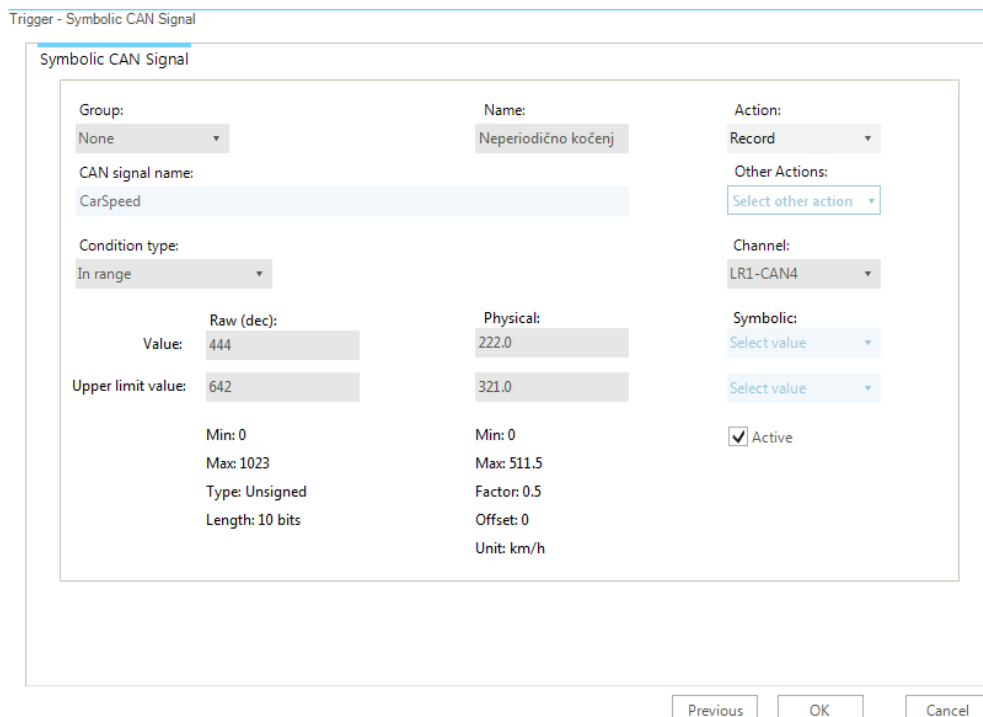 Trigger - Symbolic CAN Signal
Symbolic CAN Signal
Group: Name: Action:
None Neperiodično kočenj Record
CAN signal name: Other Actions:
CarSpeed Select other action
Condition type: Channel:
In range LR1-CAN4
Raw (dec): Physical: Symbolic:
Value: 444 222.0 Select value
Upper limit value: 642 321.0 Select value
Min: 0 Min: 0 Active
Max: 1023 Max: 511.5
Type: Unsigned Factor: 0.5
Length: 10 bits Offset: 0
Unit: km/h
Previous OK Cancel